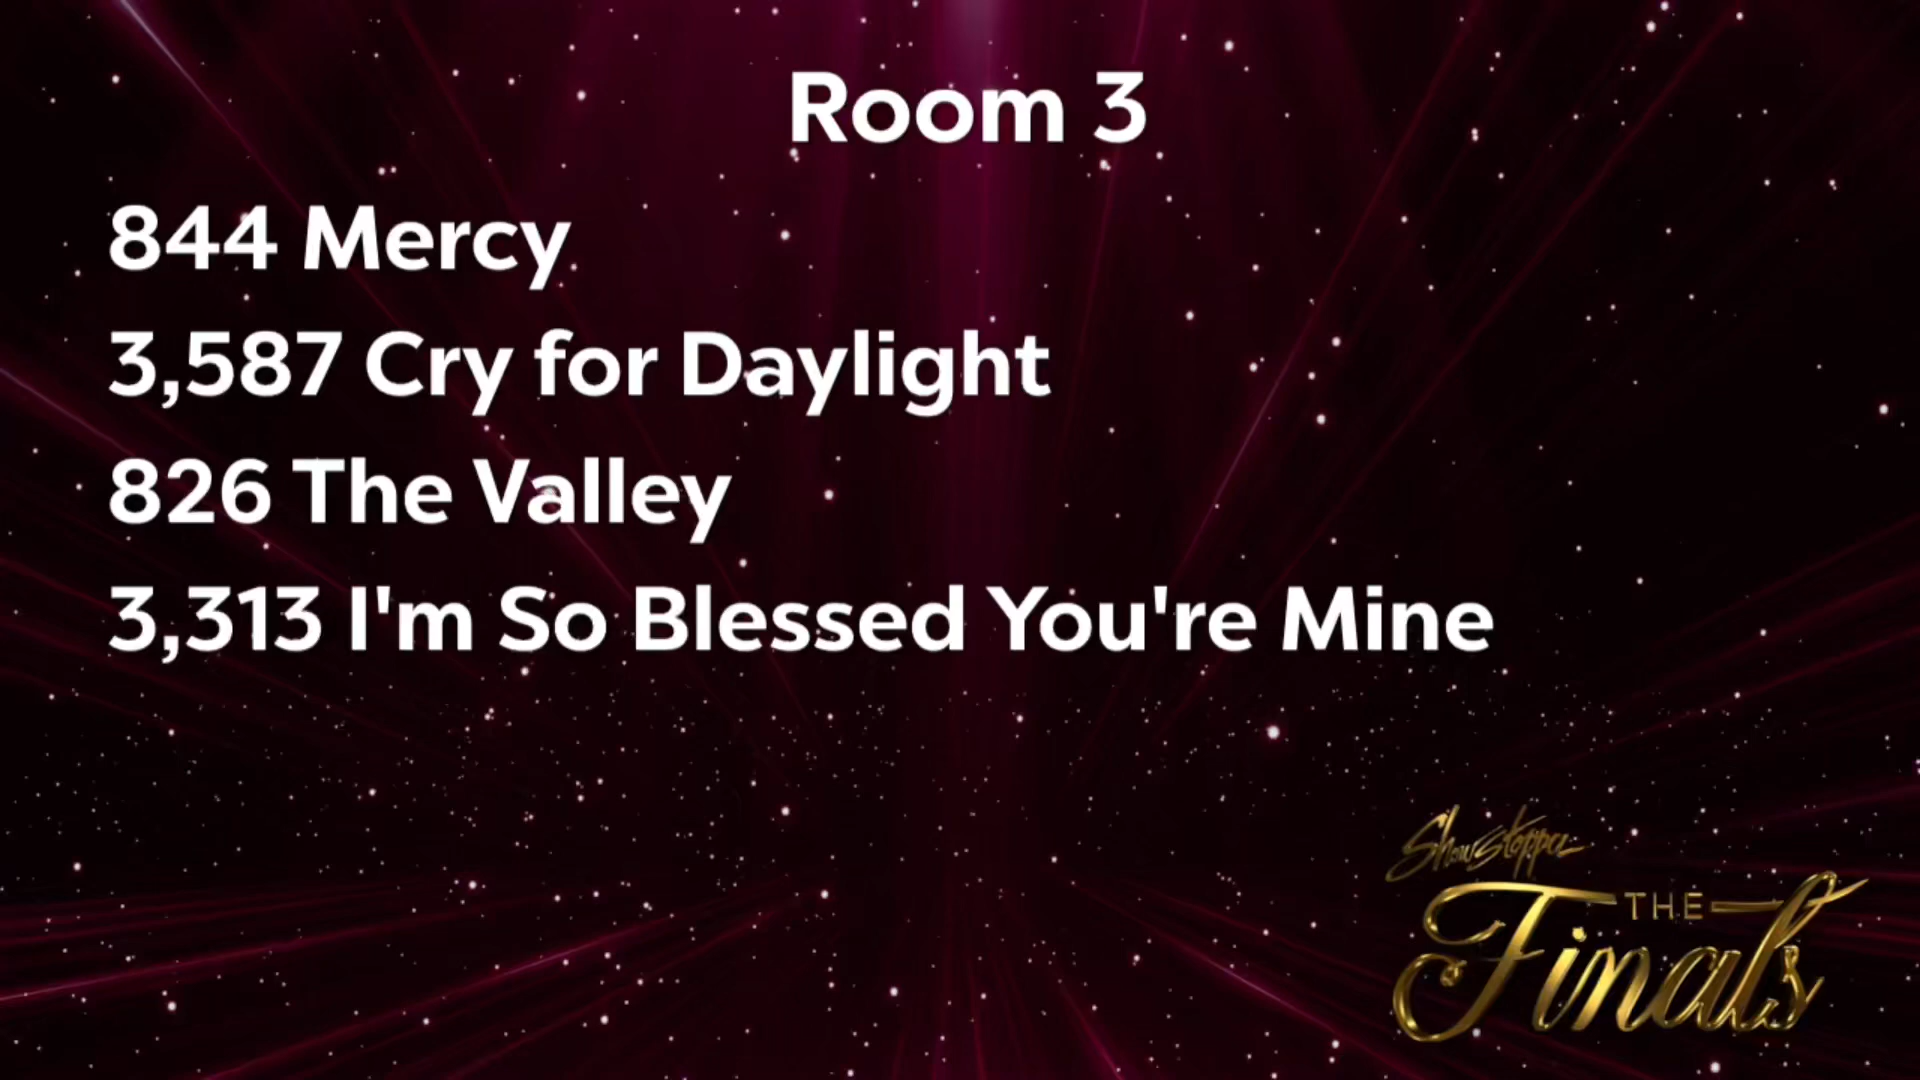 Room 3
844 Mercy
3,587 Cry for Daylight
826 The Valley
3,313 I'm So Blessed You're Mine
Showstopper
THE
Finals